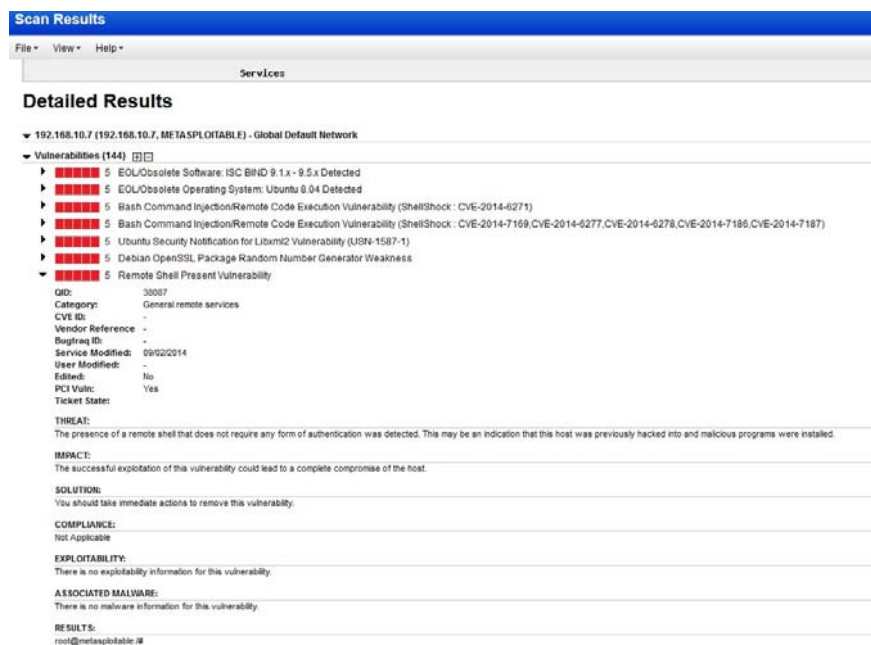 Scan Results
File View Help
Services
Detailed Results
192.168.10.7 (192.168.10.7, METASPLOITABLE) - Global Default Network
Vulnerabilities (144)
5 EOL/Obsolete Software: ISC BIND 9.1.x - 9.5.x Detected
5 EOL/Obsolete Operating System: Ubuntu 8.04 Detected
5 Bash Command Injection/Remote Code Execution Vulnerability (ShellShock : CVE-2014-6271)
5 Bash Command Injection/Remote Code Execution Vulnerability (ShellShock : CVE-2014-7169,CVE-2014-6277,CVE-2014-6278,CVE-2014-7186,CVE-2014-7187)
5 Ubuntu Security Notification for Libxml2 Vulnerability (USN-1587-1)
5 Debian OpenSSL Package Random Number Generator Weakness
5 Remote Shell Present Vulnerability
QID: 38087
Category: General remote services
CVE ID: -
Vendor Reference -
Bugtraq ID: -
Service Modified: 09/02/2014
User Modified: -
Edited: No
PCI Vuln: Yes
Ticket State:
THREAT:
The presence of a remote shell that does not require any form of authentication was detected. This may be an indication that this host was previously hacked into and malicious programs were installed.
IMPACT:
The successful exploitation of this vulnerability could lead to a complete compromise of the host.
SOLUTION:
You should take immediate actions to remove this vulnerability.
COMPLIANCE:
Not Applicable
EXPLOITABILITY:
There is no exploitability information for this vulnerability.
ASSOCIATED MALWARE:
There is no malware information for this vulnerability.
RESULTS:
root@metasploitable:/#